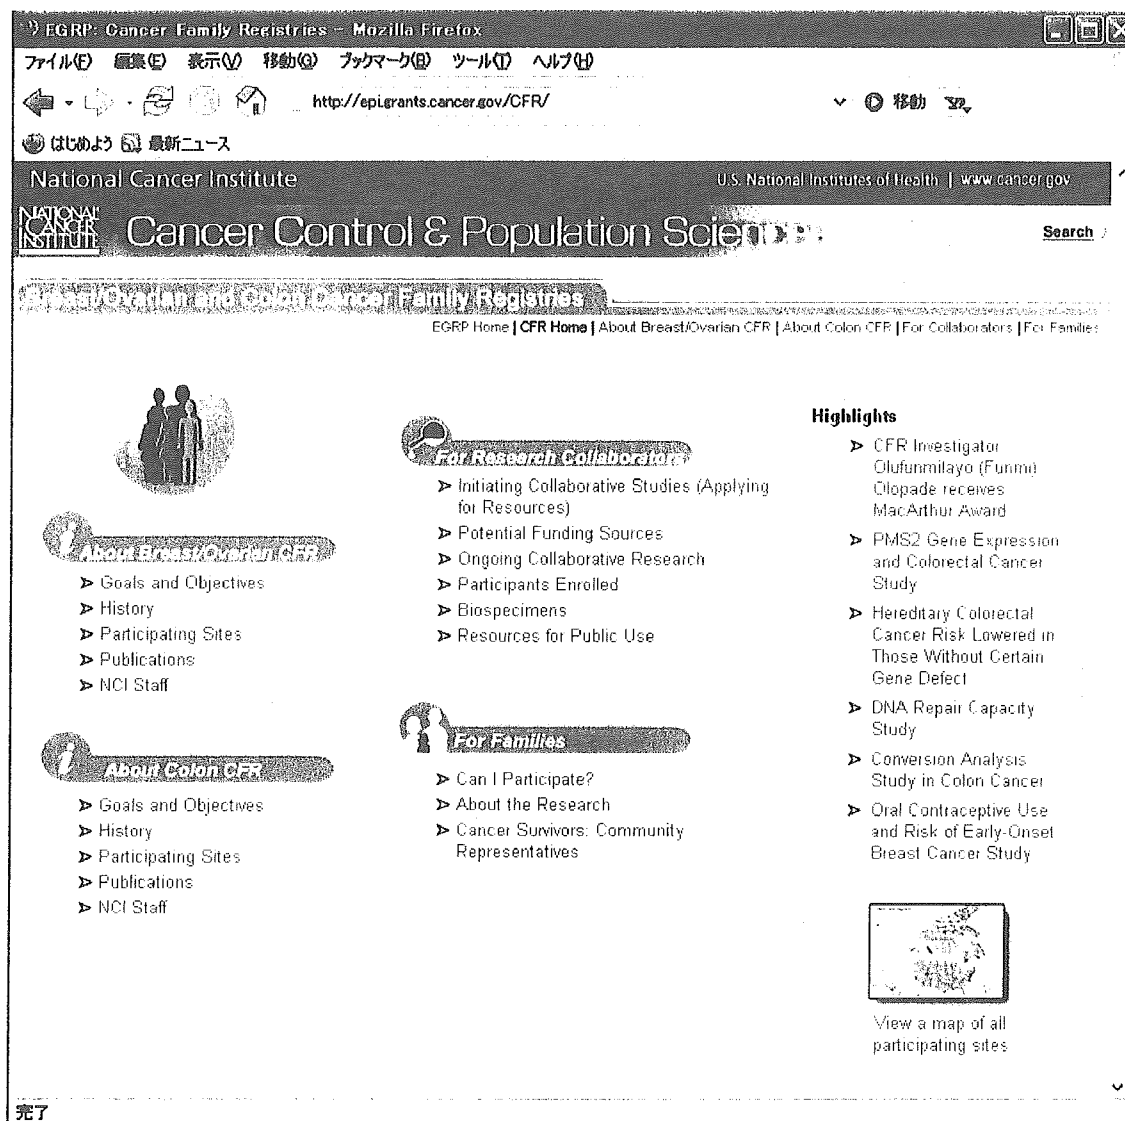 EGRP: Cancer Family Registries - Mozilla Firefox
ファイル(F) 編集(E) 表示(V) 移動(G) ブックマーク(B) ツール(T) ヘルプ(H)
http://epi.grants.cancer.gov/CFR/ 移動
はじめよう 最新ニュース
National Cancer Institute U.S. National Institutes of Health | www.cancer.gov
NATIONAL CANCER INSTITUTE
Cancer Control & Population Sciences
Search
Breast/Ovarian and Colon Cancer Family Registries
EGRP Home | CFR Home | About Breast/Ovarian CFR | About Colon CFR | For Collaborators | For Families
About Breast/Ovarian CFR
Goals and Objectives
History
Participating Sites
Publications
NCI Staff
About Colon CFR
Goals and Objectives
History
Participating Sites
Publications
NCI Staff
For Research Collaborators
Initiating Collaborative Studies (Applying
for Resources)
Potential Funding Sources
Ongoing Collaborative Research
Participants Enrolled
Biospecimens
Resources for Public Use
For Families
Can I Participate?
About the Research
Cancer Survivors: Community
Representatives
Highlights
CFR Investigator
Olufunmilayo (Funmi)
Olopade receives
MacArthur Award
PMS2 Gene Expression
and Colorectal Cancer
Study
Hereditary Colorectal
Cancer Risk Lowered in
Those Without Certain
Gene Defect
DNA Repair Capacity
Study
Conversion Analysis
Study in Colon Cancer
Oral Contraceptive Use
and Risk of Early-Onset
Breast Cancer Study
View a map of all
participating sites
完了